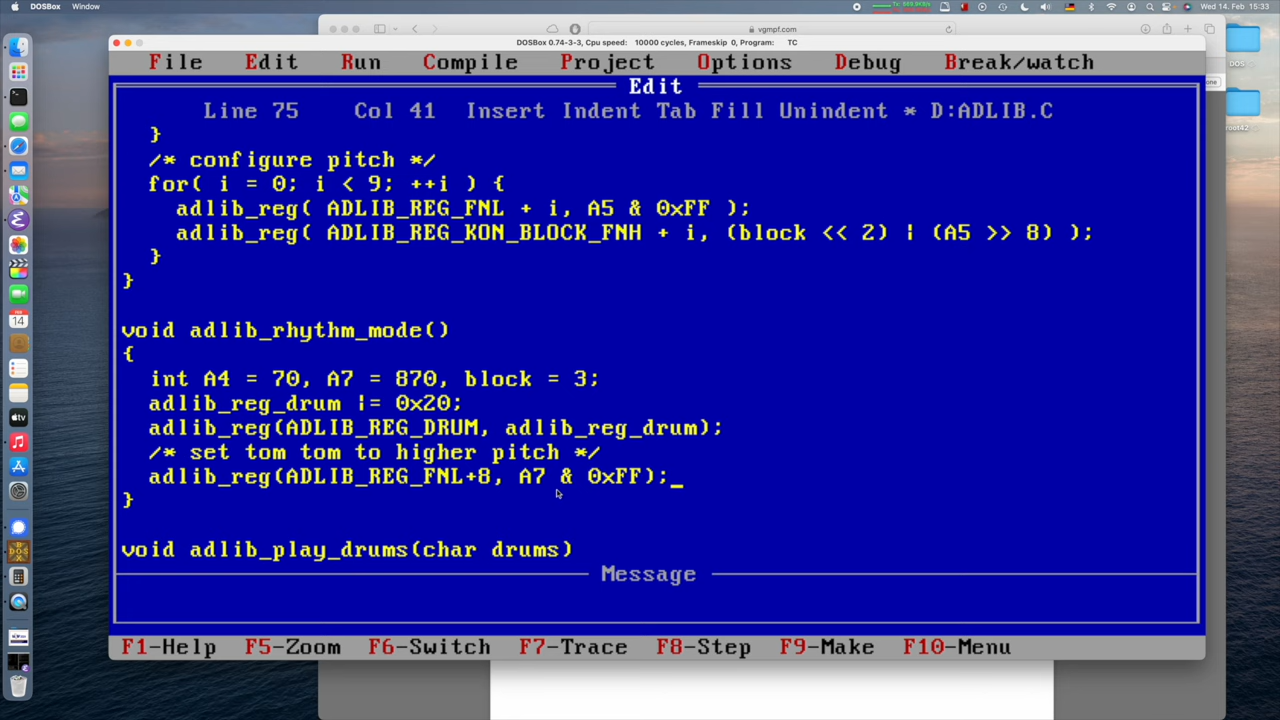 DOSBox Window
Wed 14. Feb 15:33
vgmpf.com
DOSBox 0.74-3-3, Cpu speed: 10000 cycles, Frameskip 0, Program: TC
File Edit Run Compile Project Options Debug Break/watch
Edit
Line 75 Col 41 Insert Indent Tab Fill Unindent * D:ADLIB.C
}
/* configure pitch */
for( i = 0; i < 9; ++i ) {
adlib_reg( ADLIB_REG_FNL + i, A5 & 0xFF );
adlib_reg( ADLIB_REG_KON_BLOCK_FNH + i, (block << 2) | (A5 >> 8) );
}
}
void adlib_rhythm_mode()
{
int A4 = 70, A7 = 870, block = 3;
adlib_reg_drum |= 0x20;
adlib_reg(ADLIB_REG_DRUM, adlib_reg_drum);
/* set tom tom to higher pitch */
adlib_reg(ADLIB_REG_FNL+8, A7 & 0xFF);_
}
void adlib_play_drums(char drums)
Message
F1-Help F5-Zoom F6-Switch F7-Trace F8-Step F9-Make F10-Menu
DOS
root42
FEB
14
tv